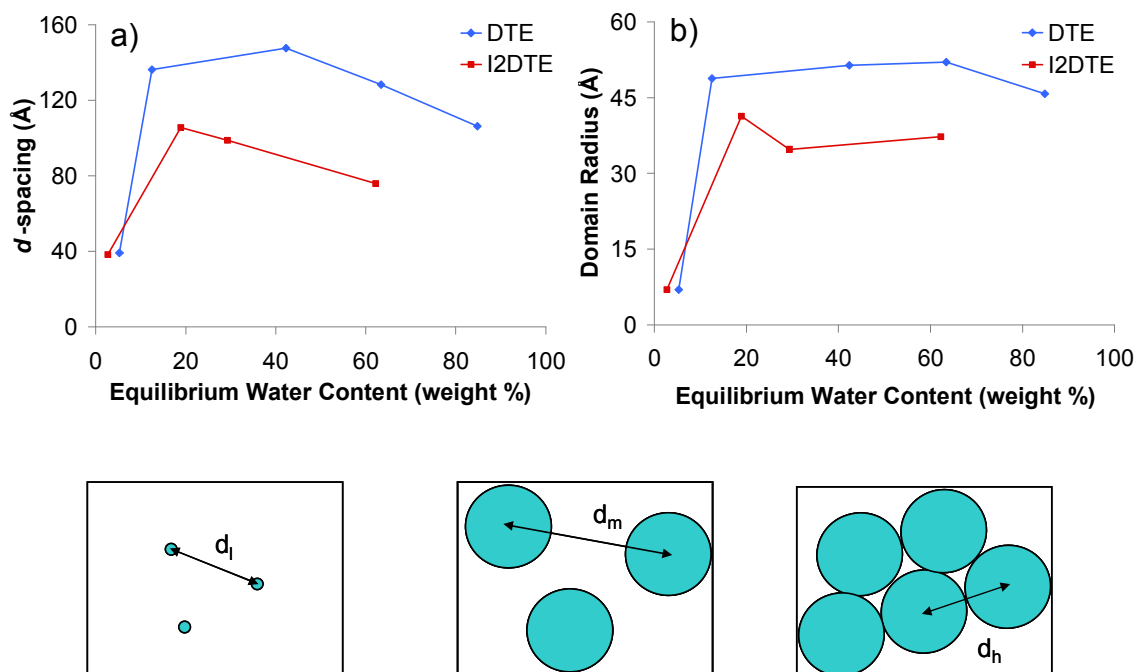 a)
DTE
I2DTE
160
120
80
40
0
0 20 40 60 80 100
d -spacing (Å)
Equilibrium Water Content (weight %)
b)
DTE
I2DTE
60
45
30
15
0
0 20 40 60 80 100
Domain Radius (Å)
Equilibrium Water Content (weight %)
dl
dm
dh